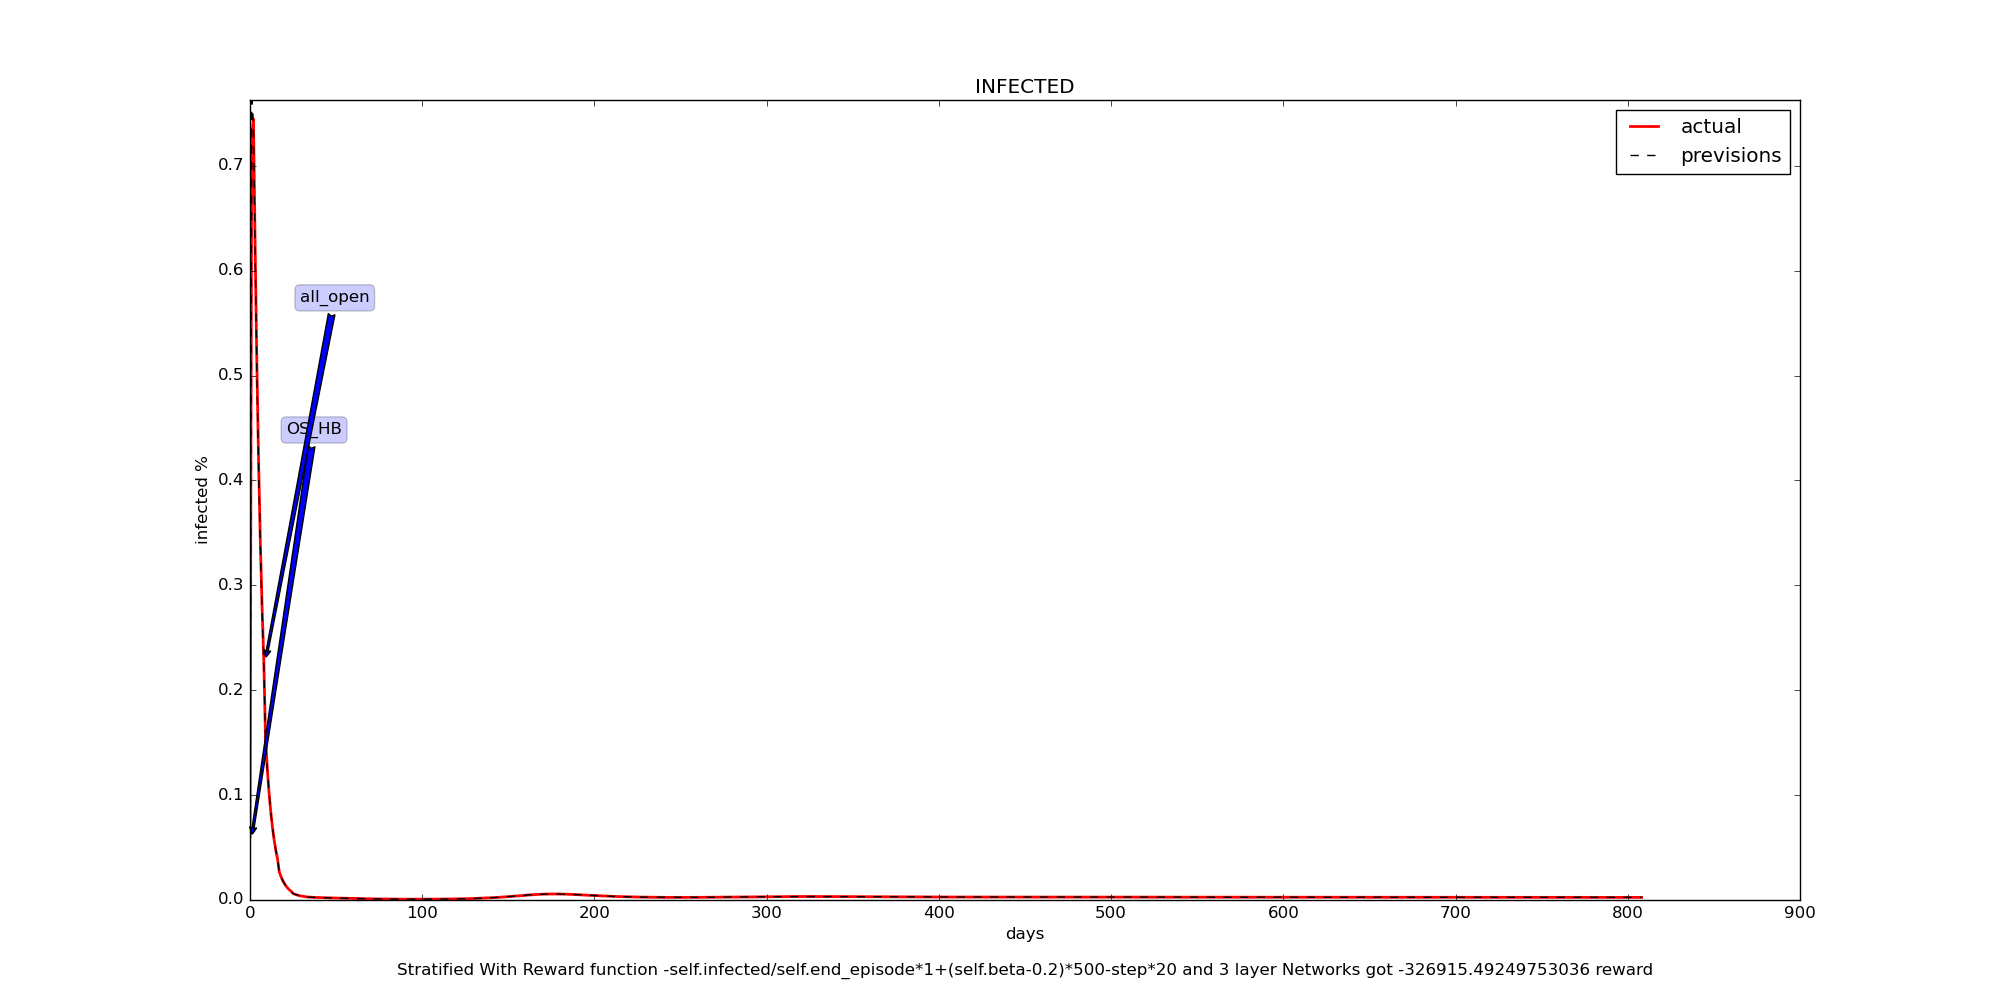 INFECTED
actual
previsions
0.7
0.6
all_open
0.5
OS_HB
0.4
infected %
0.3
0.2
0.1
0.0
0 100 200 300 400 500 600 700 800 900
days
Stratified With Reward function -self.infected/self.end_episode*1+(self.beta-0.2)*500-step*20 and 3 layer Networks got -326915.49249753036 reward